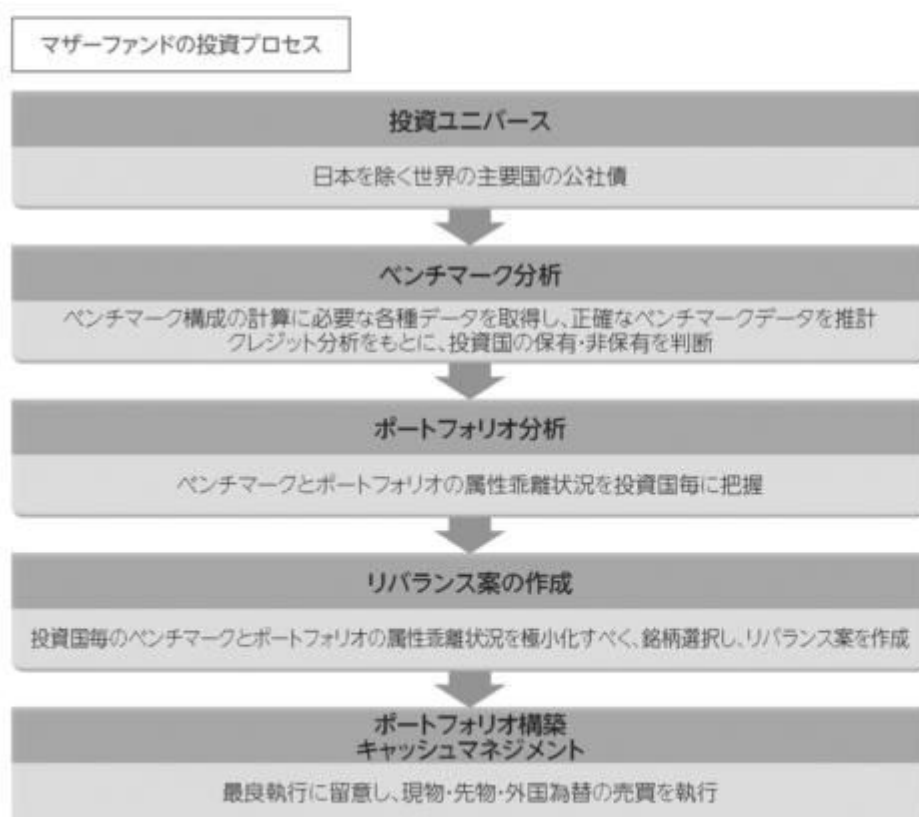 マザーファンドの投資プロセス
投資ユニバース
日本を除く世界の主要国の公社債
ベンチマーク分析
ベンチマーク構成の計算に必要な各種データを取得し、正確なベンチマークデータを推計
クレジット分析をもとに、投資国の保有・非保有を判断
ポートフォリオ分析
ベンチマークとポートフォリオの属性乖離状況を投資国毎に把握
リバランス案の作成
投資国毎のベンチマークとポートフォリオの属性乖離状況を極小化すべく、銘柄選択し、リバランス案を作成
ポートフォリオ構築
キャッシュマネジメント
最良執行に留意し、現物・先物・外国為替の売買を執行